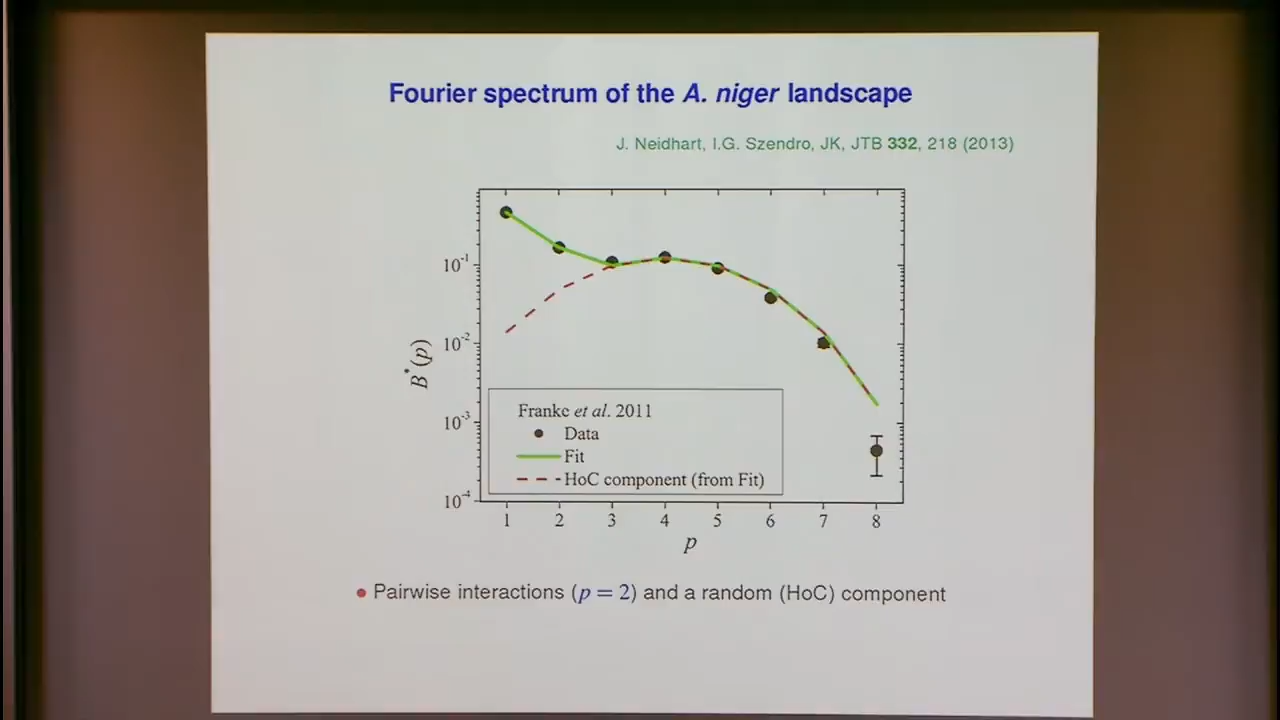 Fourier spectrum of the A. niger landscape
J. Neidhart, I.G. Szendro, JK, JTB 332, 218 (2013)
10-1
10-2
10-3
10-4
B*(p)
Franke et al. 2011
Data
Fit
HoC component (from Fit)
1 2 3 4 5 6 7 8
p
• Pairwise interactions (p = 2) and a random (HoC) component